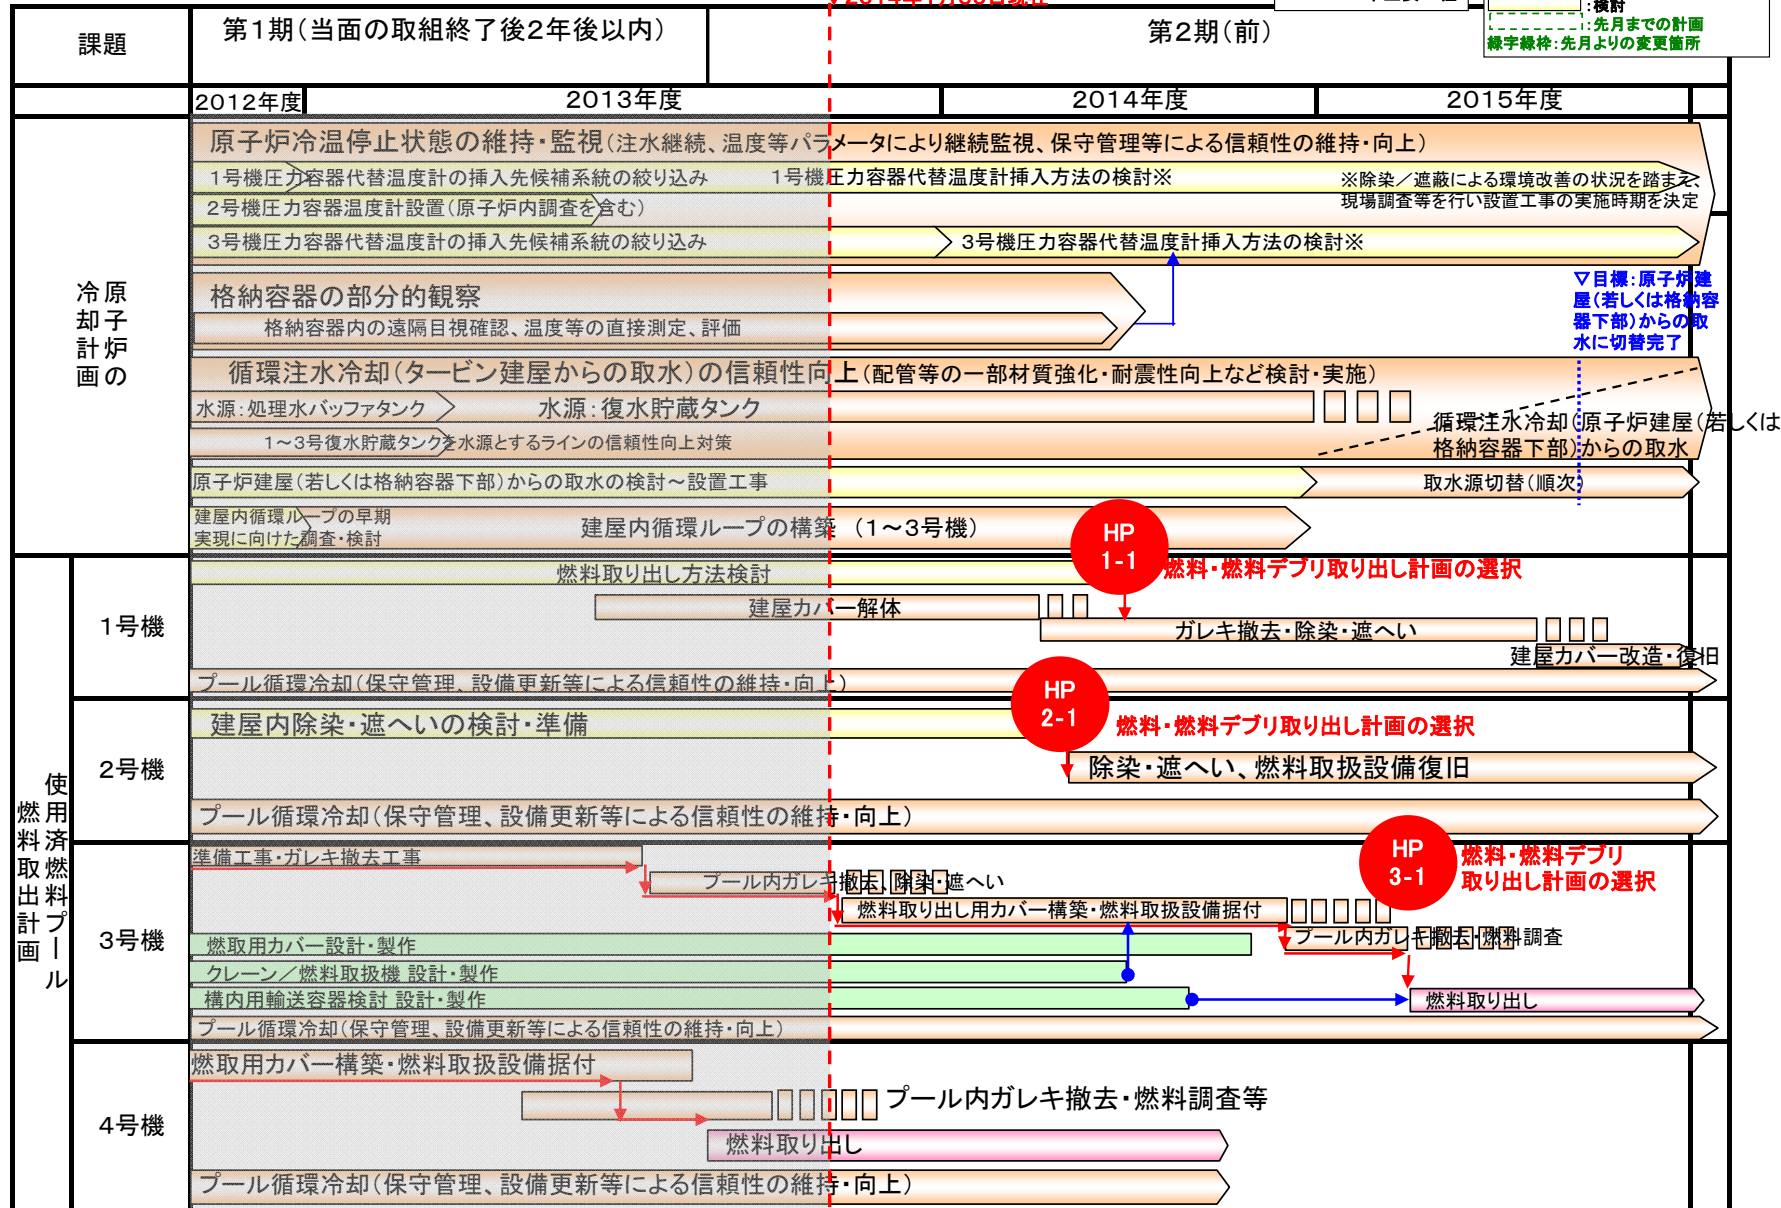 :検討
:先月までの計画
緑字緑枠:先月よりの変更箇所
課題
第1期(当面の取組終了後2年後以内)
第2期(前)
2012年度
2013年度
2014年度
2015年度
原子炉の冷却計画
原子炉冷温停止状態の維持・監視(注水継続、温度等パラメータにより継続監視、保守管理等による信頼性の維持・向上)
1号機圧力容器代替温度計の挿入先候補系統の絞り込み
1号機圧力容器代替温度計挿入方法の検討※
※除染/遮蔽による環境改善の状況を踏まえ、
現場調査等を行い設置工事の実施時期を決定
2号機圧力容器温度計設置(原子炉内調査を含む)
3号機圧力容器代替温度計の挿入先候補系統の絞り込み
3号機圧力容器代替温度計挿入方法の検討※
格納容器の部分的観察
格納容器内の遠隔目視確認、温度等の直接測定、評価
▽目標:原子炉建
屋(若しくは格納容
器下部)からの取
水に切替完了
循環注水冷却(タービン建屋からの取水)の信頼性向上(配管等の一部材質強化・耐震性向上など検討・実施)
水源:処理水バッファタンク
水源:復水貯蔵タンク
循環注水冷却(原子炉建屋(若しくは
格納容器下部)からの取水
1~3号復水貯蔵タンクを水源とするラインの信頼性向上対策
原子炉建屋(若しくは格納容器下部)からの取水の検討~設置工事
取水源切替(順次)
建屋内循環ループの早期
実現に向けた調査・検討
建屋内循環ループの構築 (1~3号機)
使用済燃料プール燃料取出計画
1号機
燃料取り出し方法検討
HP
1-1
燃料・燃料デブリ取り出し計画の選択
建屋カバー解体
ガレキ撤去・除染・遮へい
建屋カバー改造・復旧
プール循環冷却(保守管理、設備更新等による信頼性の維持・向上)
2号機
建屋内除染・遮へいの検討・準備
HP
2-1
燃料・燃料デブリ取り出し計画の選択
除染・遮へい、燃料取扱設備復旧
プール循環冷却(保守管理、設備更新等による信頼性の維持・向上)
3号機
準備工事・ガレキ撤去工事
HP
3-1
燃料・燃料デブリ
取り出し計画の選択
プール内ガレキ撤去、除染・遮へい
燃料取り出し用カバー構築・燃料取扱設備据付
プール内ガレキ撤去・燃料調査
燃取用カバー設計・製作
クレーン/燃料取扱機 設計・製作
構内用輸送容器検討 設計・製作
燃料取り出し
プール循環冷却(保守管理、設備更新等による信頼性の維持・向上)
4号機
燃取用カバー構築・燃料取扱設備据付
プール内ガレキ撤去・燃料調査等
燃料取り出し
プール循環冷却(保守管理、設備更新等による信頼性の維持・向上)